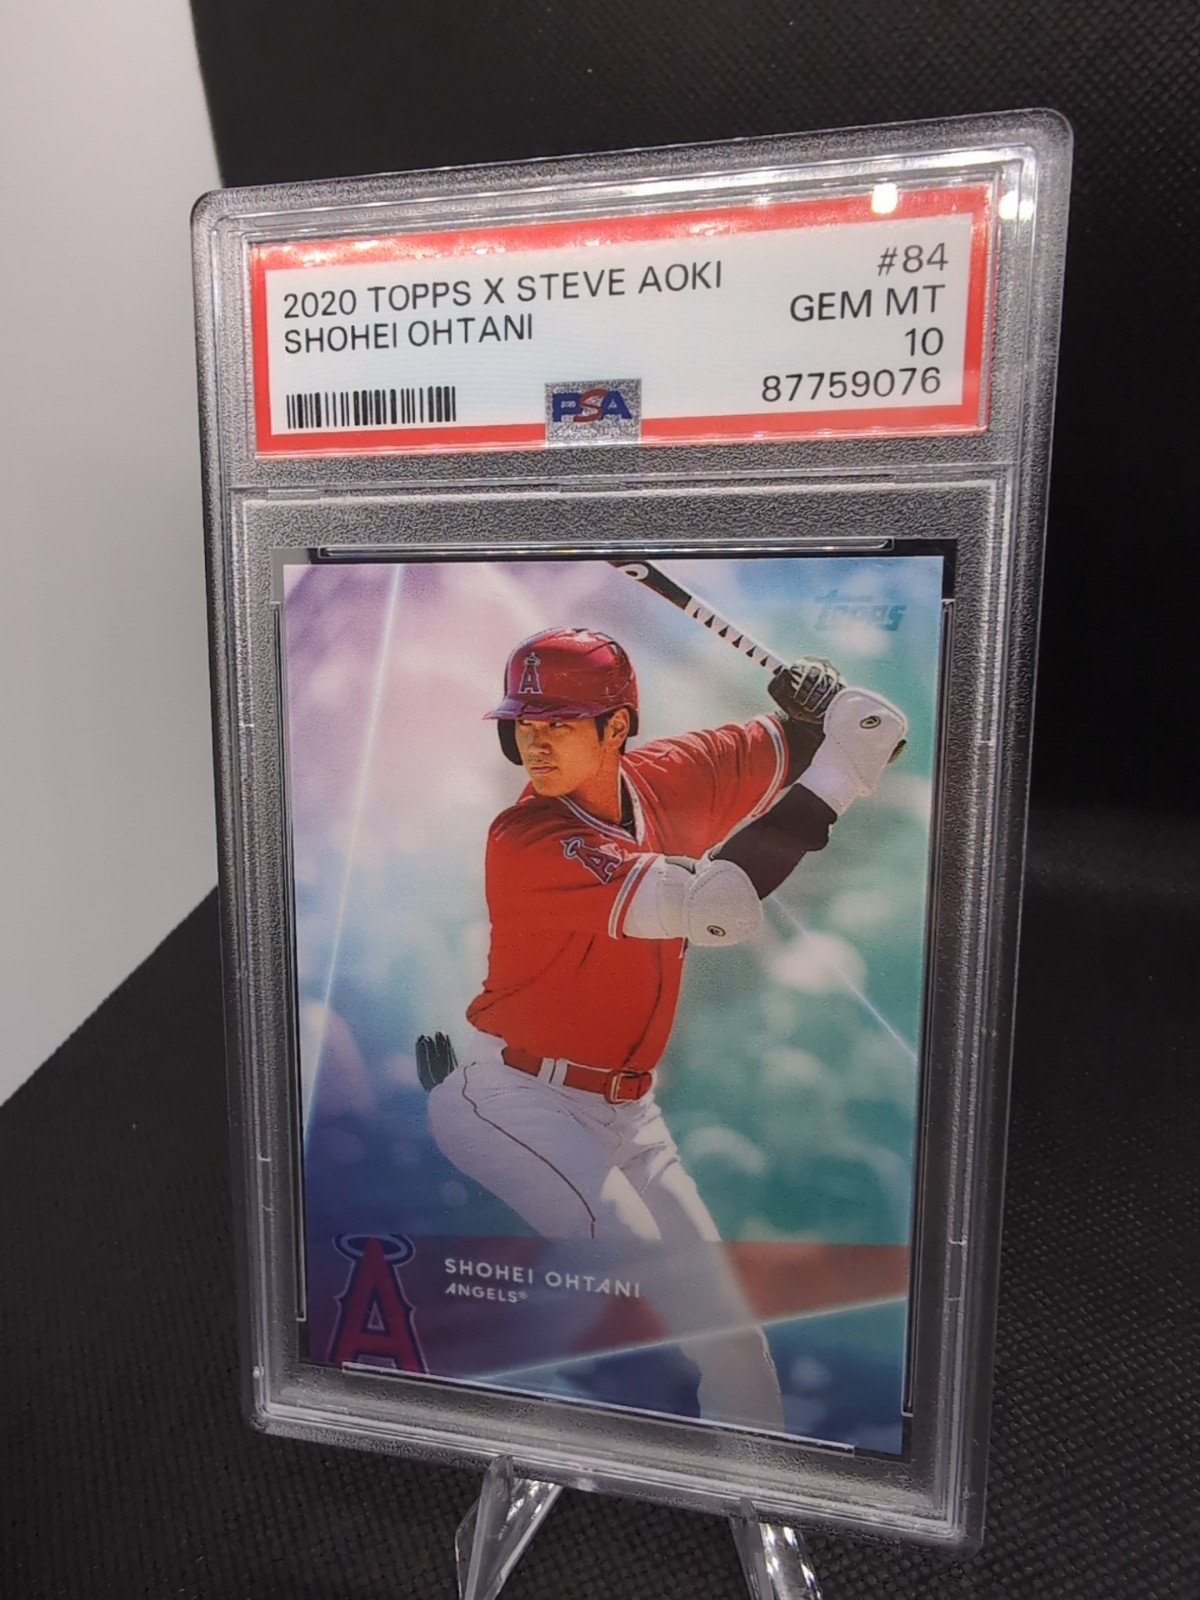 2020 TOPPS X STEVE AOKI #84
SHOHEI OHTANI GEM MT
10
PSA 87759076
TOPPS
A
A
SHOHEI OHTANI
ANGELS®
A